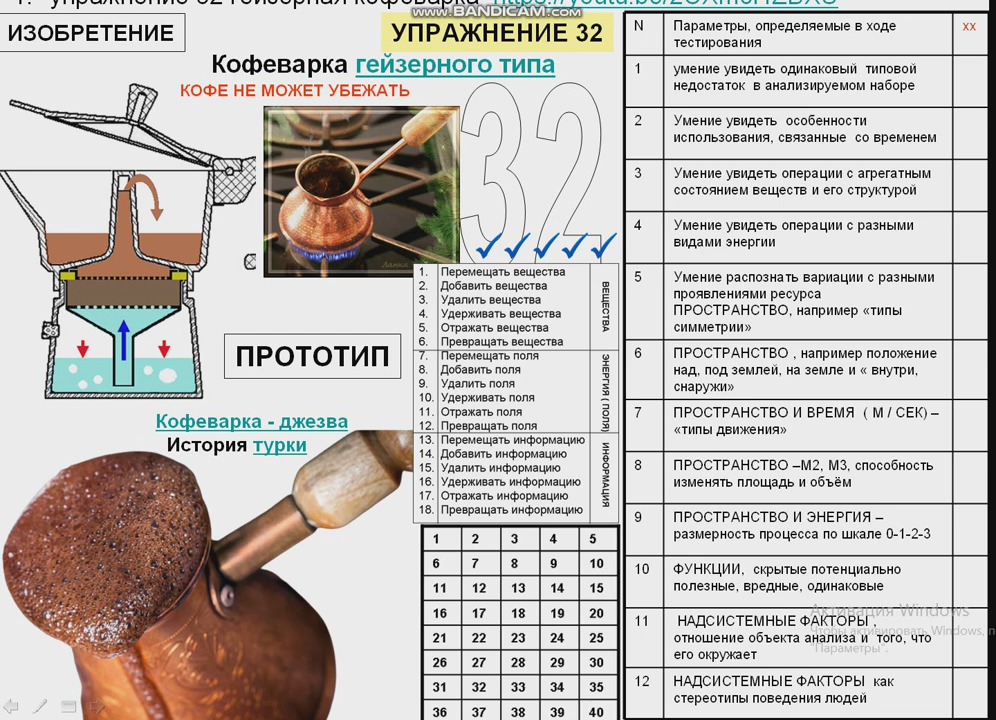 упражнение 32 гейзерная кофеварка
www.BANDICAM.com
ИЗОБРЕТЕНИЕ
УПРАЖНЕНИЕ 32
Кофеварка гейзерного типа
КОФЕ НЕ МОЖЕТ УБЕЖАТЬ
32
ПРОТОТИП
Кофеварка - джезва
История турки
1. Перемещать вещества
2. Добавить вещества
3. Удалить вещества
4. Удерживать вещества
5. Отражать вещества
6. Превращать вещества
ВЕЩЕСТВА
7. Перемещать поля
8. Добавить поля
9. Удалить поля
10. Удерживать поля
11. Отражать поля
12. Превращать поля
ЭНЕРГИЯ ( ПОЛЯ)
13. Перемещать информацию
14. Добавить информацию
15. Удалить информацию
16. Удерживать информацию
17. Отражать информацию
18. Превращать информацию
ИНФОРМАЦИЯ
1 2 3 4 5
6 7 8 9 10
11 12 13 14 15
16 17 18 19 20
21 22 23 24 25
26 27 28 29 30
31 32 33 34 35
36 37 38 39 40
N Параметры, определяемые в ходе xx
тестирования
1 умение увидеть одинаковый типовой
недостаток в анализируемом наборе
2 Умение увидеть особенности
использования, связанные со временем
3 Умение увидеть операции с агрегатным
состоянием веществ и его структурой
4 Умение увидеть операции с разными
видами энергии
5 Умение распознать вариации с разными
проявлениями ресурса
ПРОСТРАНСТВО, например «типы
симметрии»
6 ПРОСТРАНСТВО , например положение
над, под землей, на земле и « внутри,
снаружи»
7 ПРОСТРАНСТВО И ВРЕМЯ ( М / СЕК) –
«типы движения»
8 ПРОСТРАНСТВО –М2, М3, способность
изменять площадь и объём
9 ПРОСТРАНСТВО И ЭНЕРГИЯ –
размерность процесса по шкале 0-1-2-3
10 ФУНКЦИИ, скрытые потенциально
полезные, вредные, одинаковые
11 НАДСИСТЕМНЫЕ ФАКТОРЫ ,
отношение объекта анализа и того, что
его окружает
12 НАДСИСТЕМНЫЕ ФАКТОРЫ как
стереотипы поведения людей
Активация Windows
Чтобы активировать Windows,
"Параметры".